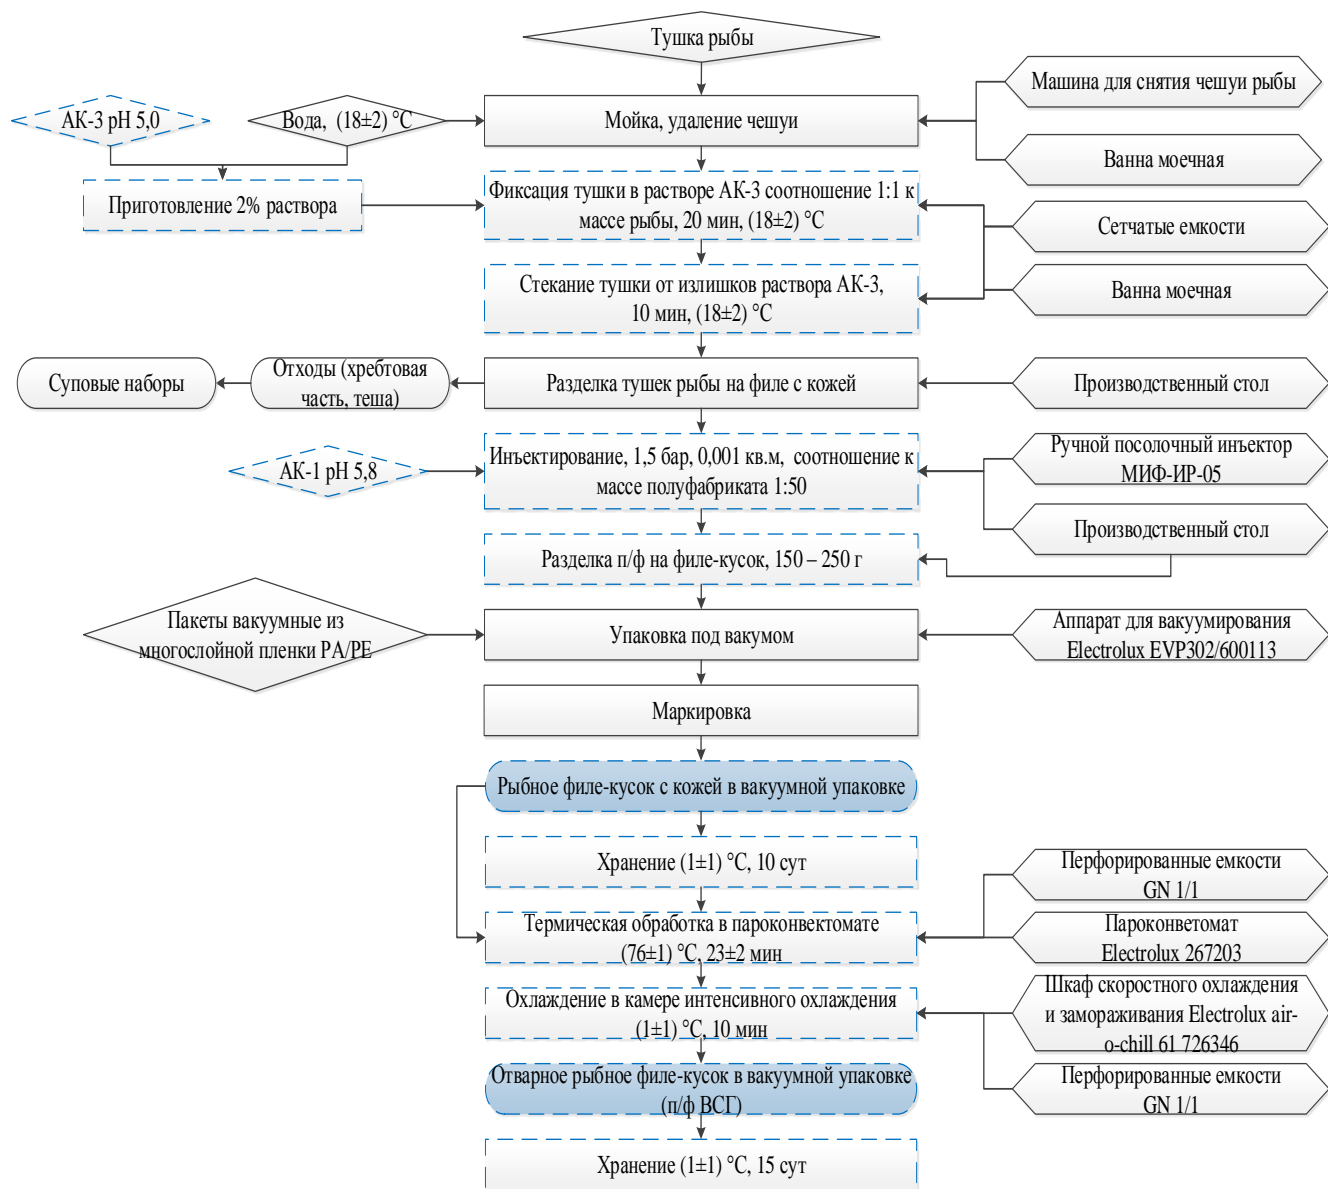 Тушка рыбы
Машина для снятия чешуи рыбы
АК-3 рН 5,0
Вода, (18±2) °С
Мойка, удаление чешуи
Ванна моечная
Приготовление 2% раствора
Фиксация тушки в растворе АК-3 соотношение 1:1 к
массе рыбы, 20 мин, (18±2) °С
Сетчатые емкости
Стекание тушки от излишков раствора АК-3,
10 мин, (18±2) °С
Ванна моечная
Суповые наборы
Отходы (хребтовая
часть, теша)
Разделка тушек рыбы на филе с кожей
Производственный стол
АК-1 рН 5,8
Инъектирование, 1,5 бар, 0,001 кв.м, соотношение к
массе полуфабриката 1:50
Ручной посолочный инъектор
МИФ-ИР-05
Производственный стол
Разделка п/ф на филе-кусок, 150 – 250 г
Пакеты вакуумные из
многослойной пленки PA/PE
Упаковка под вакумом
Аппарат для вакуумирования
Electrolux EVP302/600113
Маркировка
Рыбное филе-кусок с кожей в вакуумной упаковке
Хранение (1±1) °С, 10 сут
Перфорированные емкости
GN 1/1
Термическая обработка в пароконвектомате
(76±1) °С, 23±2 мин
Пароконветомат
Electrolux 267203
Охлаждение в камере интенсивного охлаждения
(1±1) °С, 10 мин
Шкаф скоростного охлаждения
и замораживания Electrolux air-
o-chill 61 726346
Отварное рыбное филе-кусок в вакуумной упаковке
(п/ф ВСГ)
Перфорированные емкости
GN 1/1
Хранение (1±1) °С, 15 сут